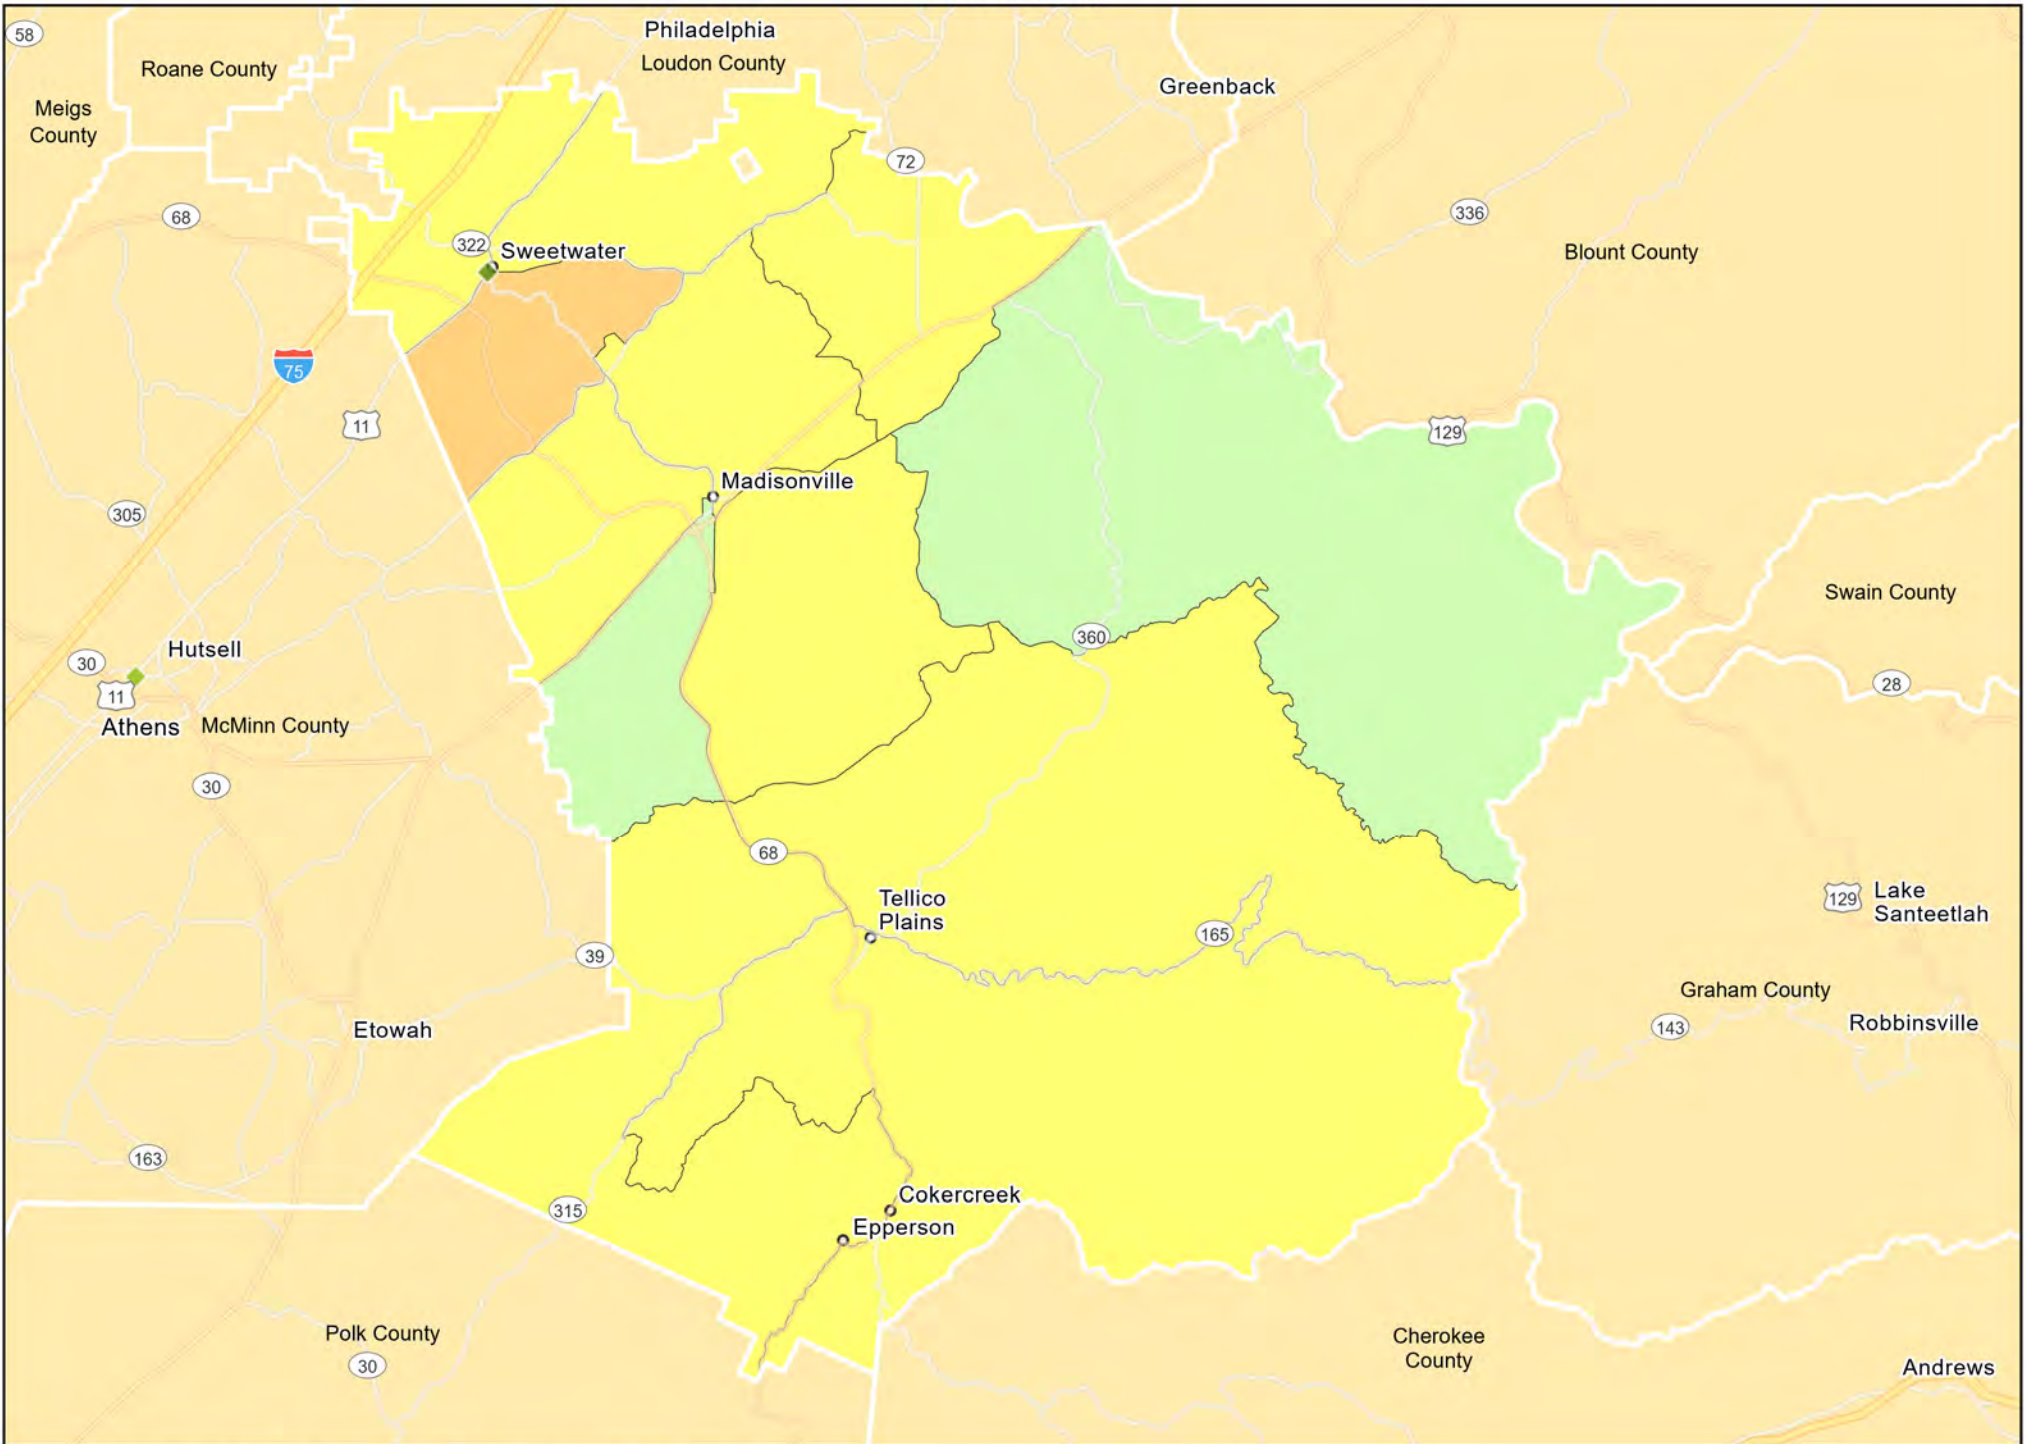 58
Philadelphia
Loudon County
Roane County
Greenback
Meigs
County
72
68
336
322
Sweetwater
Blount County
75
11
129
Madisonville
305
Swain County
360
Hutsell
30
11
28
Athens
McMinn County
30
68
Tellico
Plains
129
Lake
Santeetlah
165
39
Graham County
Etowah
143
Robbinsville
163
Cokercreek
315
Epperson
Polk County
30
Cherokee
County
Andrews